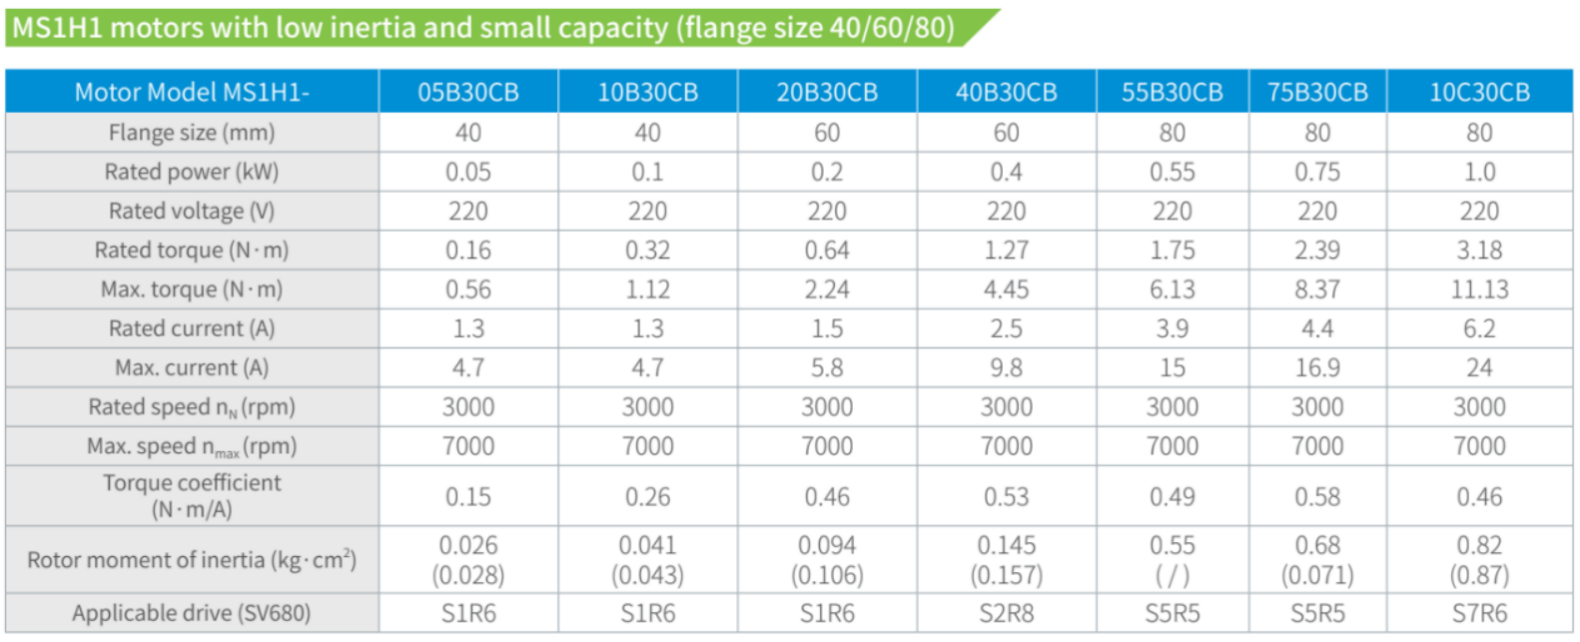 MS1H1 motors with low inertia and small capacity (flange size 40/60/80)
Motor Model MS1H1- 05B30CB 10B30CB 20B30CB 40B30CB 55B30CB 75B30CB 10C30CB
Flange size (mm) 40 40 60 60 80 80 80
Rated power (kW) 0.05 0.1 0.2 0.4 0.55 0.75 1.0
Rated voltage (V) 220 220 220 220 220 220 220
Rated torque (N·m) 0.16 0.32 0.64 1.27 1.75 2.39 3.18
Max. torque (N·m) 0.56 1.12 2.24 4.45 6.13 8.37 11.13
Rated current (A) 1.3 1.3 1.5 2.5 3.9 4.4 6.2
Max. current (A) 4.7 4.7 5.8 9.8 15 16.9 24
Rated speed nN (rpm) 3000 3000 3000 3000 3000 3000 3000
Max. speed nmax (rpm) 7000 7000 7000 7000 7000 7000 7000
Torque coefficient
(N·m/A) 0.15 0.26 0.46 0.53 0.49 0.58 0.46
Rotor moment of inertia (kg·cm²) 0.026 0.041 0.094 0.145 0.55 0.68 0.82
(0.028) (0.043) (0.106) (0.157) (/) (0.071) (0.87)
Applicable drive (SV680) S1R6 S1R6 S1R6 S2R8 S5R5 S5R5 S7R6